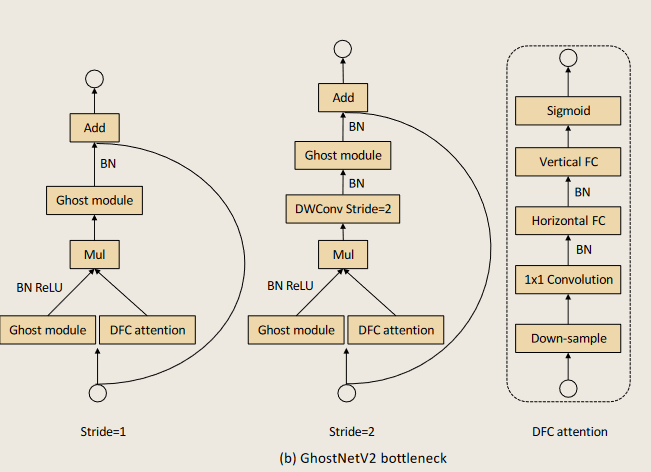 Add
BN
Ghost module
Mul
BN ReLU
Ghost module
DFC attention
Stride=1
Add
BN
Ghost module
BN
DWConv Stride=2
Mul
BN ReLU
Ghost module
DFC attention
Stride=2
Sigmoid
Vertical FC
BN
Horizontal FC
BN
1x1 Convolution
Down-sample
DFC attention
(b) GhostNetV2 bottleneck